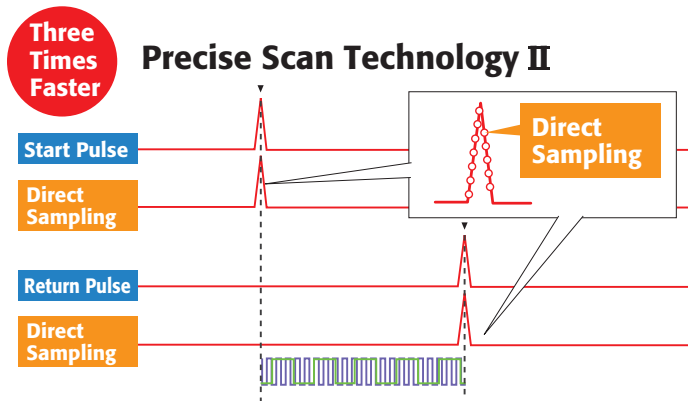 Three
Times
Faster
Precise Scan Technology II
Start Pulse
Direct
Sampling
Direct
Sampling
Return Pulse
Direct
Sampling